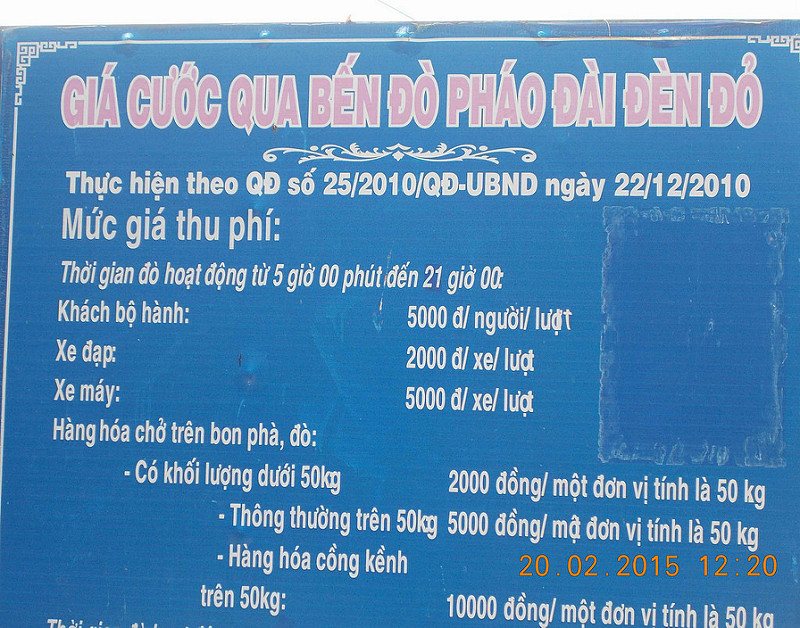 GIÁ CƯỚC QUA BẾN ĐÒ PHÁO ĐÀI ĐÈN ĐỎ
Thực hiện theo QĐ số 25/2010/QĐ-UBND ngày 22/12/2010
Mức giá thu phí:
Thời gian đò hoạt động từ 5 giờ 00 phút đến 21 giờ 00:
Khách bộ hành: 5000 đ/ người/ lượt
Xe đạp: 2000 đ/ xe/ lượt
Xe máy: 5000 đ/ xe/ lượt
Hàng hóa chở trên bon phà, đò:
- Có khối lượng dưới 50kg 2000 đồng/ một đơn vị tính là 50 kg
- Thông thường trên 50kg 5000 đồng/ một đơn vị tính là 50 kg
- Hàng hóa cồng kềnh
trên 50kg: 10000 đồng/ một đơn vị tính là 50 kg
Thời gian đò hoạt
20.02.2015 12:20